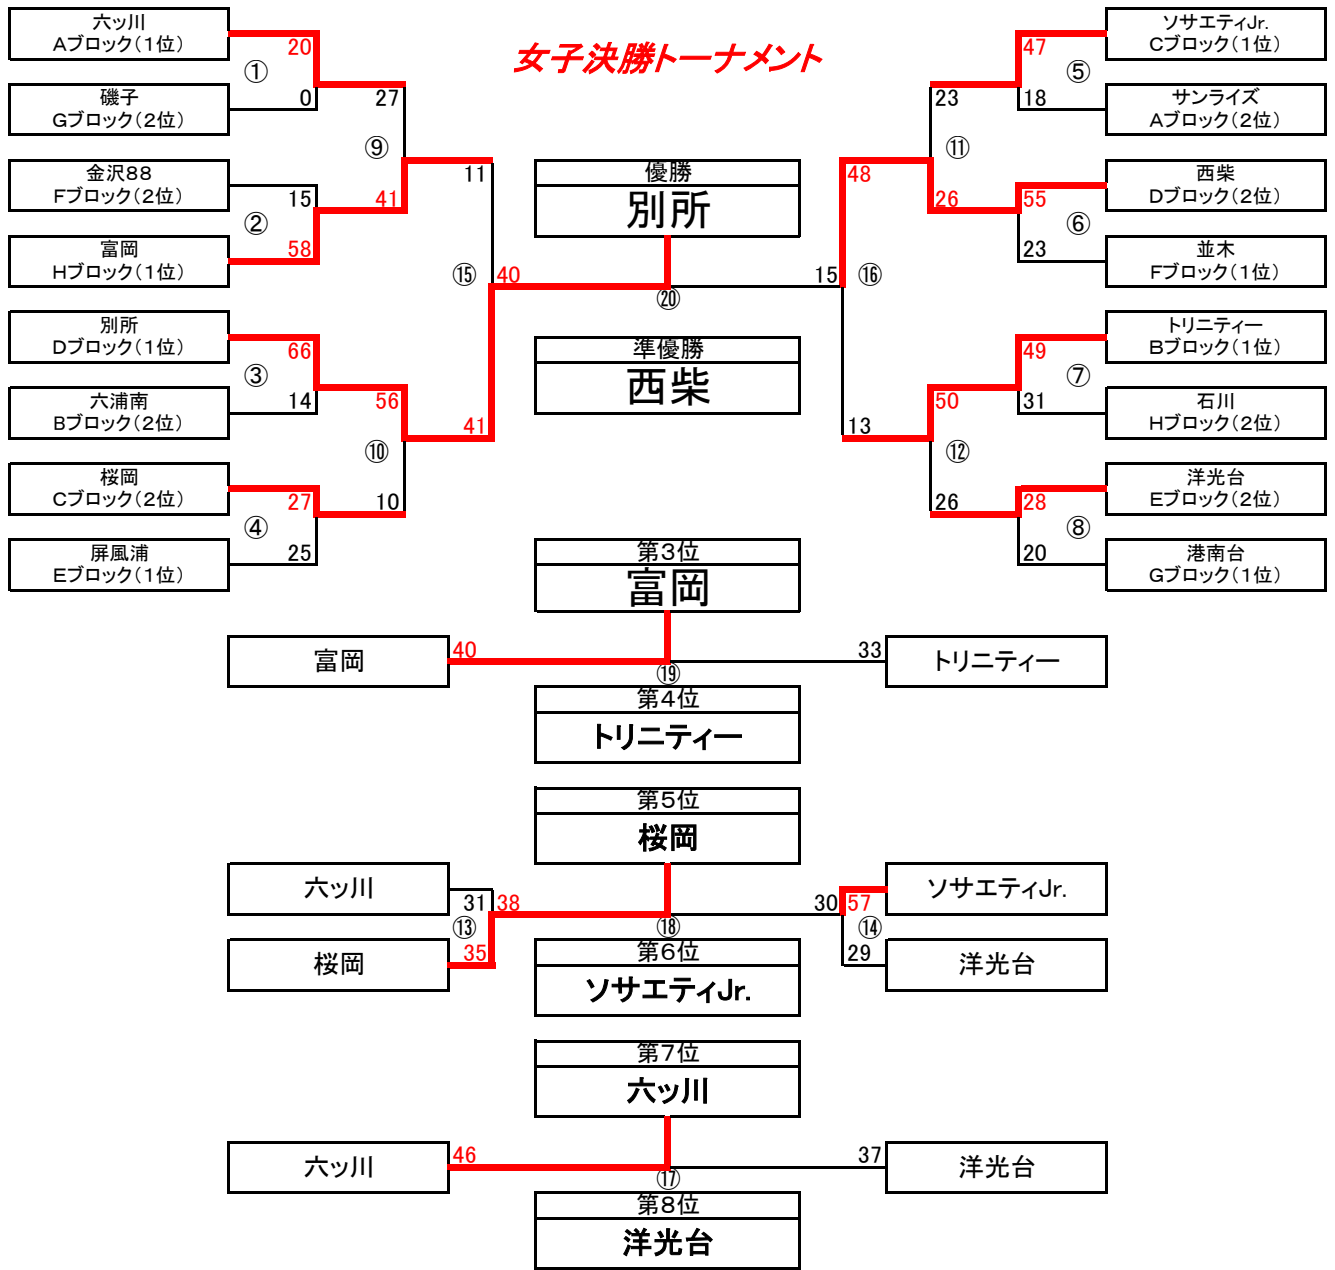 女子決勝トーナメント
六ッ川
Aブロック(1位)
20
①
0
磯子
Gブロック(2位)
27
⑨
金沢88
Fブロック(2位)
15
②
41
58
富岡
Hブロック(1位)
11
⑮
40
別所
Dブロック(1位)
66
③
14
六浦南
Bブロック(2位)
56
⑩
41
桜岡
Cブロック(2位)
27
④
10
25
屏風浦
Eブロック(1位)
優勝
別所
⑳
準優勝
西柴
ソサエティJr.
Cブロック(1位)
47
⑤
18
サンライズ
Aブロック(2位)
23
⑪
48
26
西柴
Dブロック(2位)
55
⑥
23
並木
Fブロック(1位)
15
⑯
トリニティー
Bブロック(1位)
49
⑦
31
石川
Hブロック(2位)
50
⑫
13
26
洋光台
Eブロック(2位)
28
⑧
20
港南台
Gブロック(1位)
第3位
富岡
富岡
40
⑲
33
トリニティー
第4位
トリニティー
第5位
桜岡
六ッ川
31
38
⑬
35
桜岡
⑱
30
57
ソサエティJr.
⑭
29
洋光台
第6位
ソサエティJr.
第7位
六ッ川
六ッ川
46
⑰
37
洋光台
第8位
洋光台